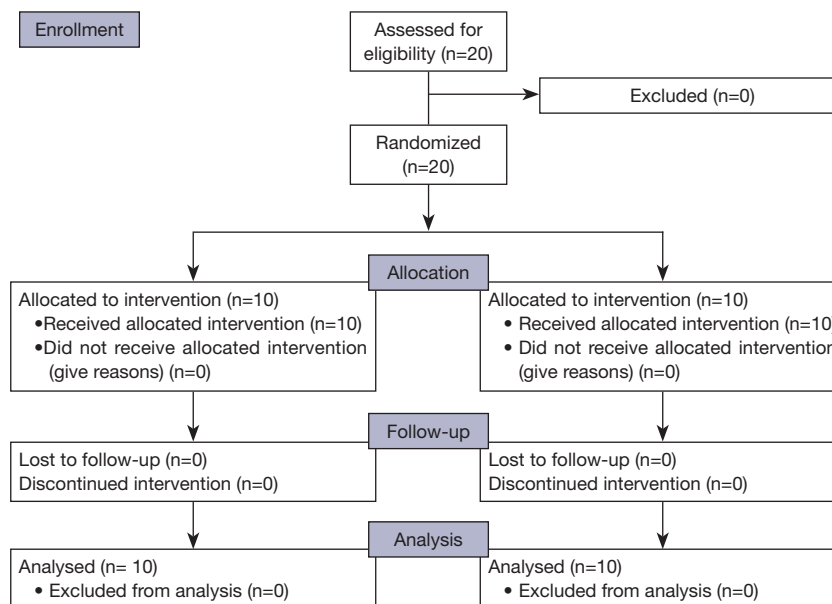 Enrollment
Assessed for
eligibility (n=20)
Excluded (n=0)
Randomized
(n=20)
Allocation
Allocated to intervention (n=10)
•Received allocated intervention (n=10)
•Did not receive allocated intervention
(give reasons) (n=0)
Allocated to intervention (n=10)
• Received allocated intervention (n=10)
• Did not receive allocated intervention
(give reasons) (n=0)
Follow-up
Lost to follow-up (n=0)
Discontinued intervention (n=0)
Lost to follow-up (n=0)
Discontinued intervention (n=0)
Analysis
Analysed (n= 10)
• Excluded from analysis (n=0)
Analysed (n=10)
• Excluded from analysis (n=0)